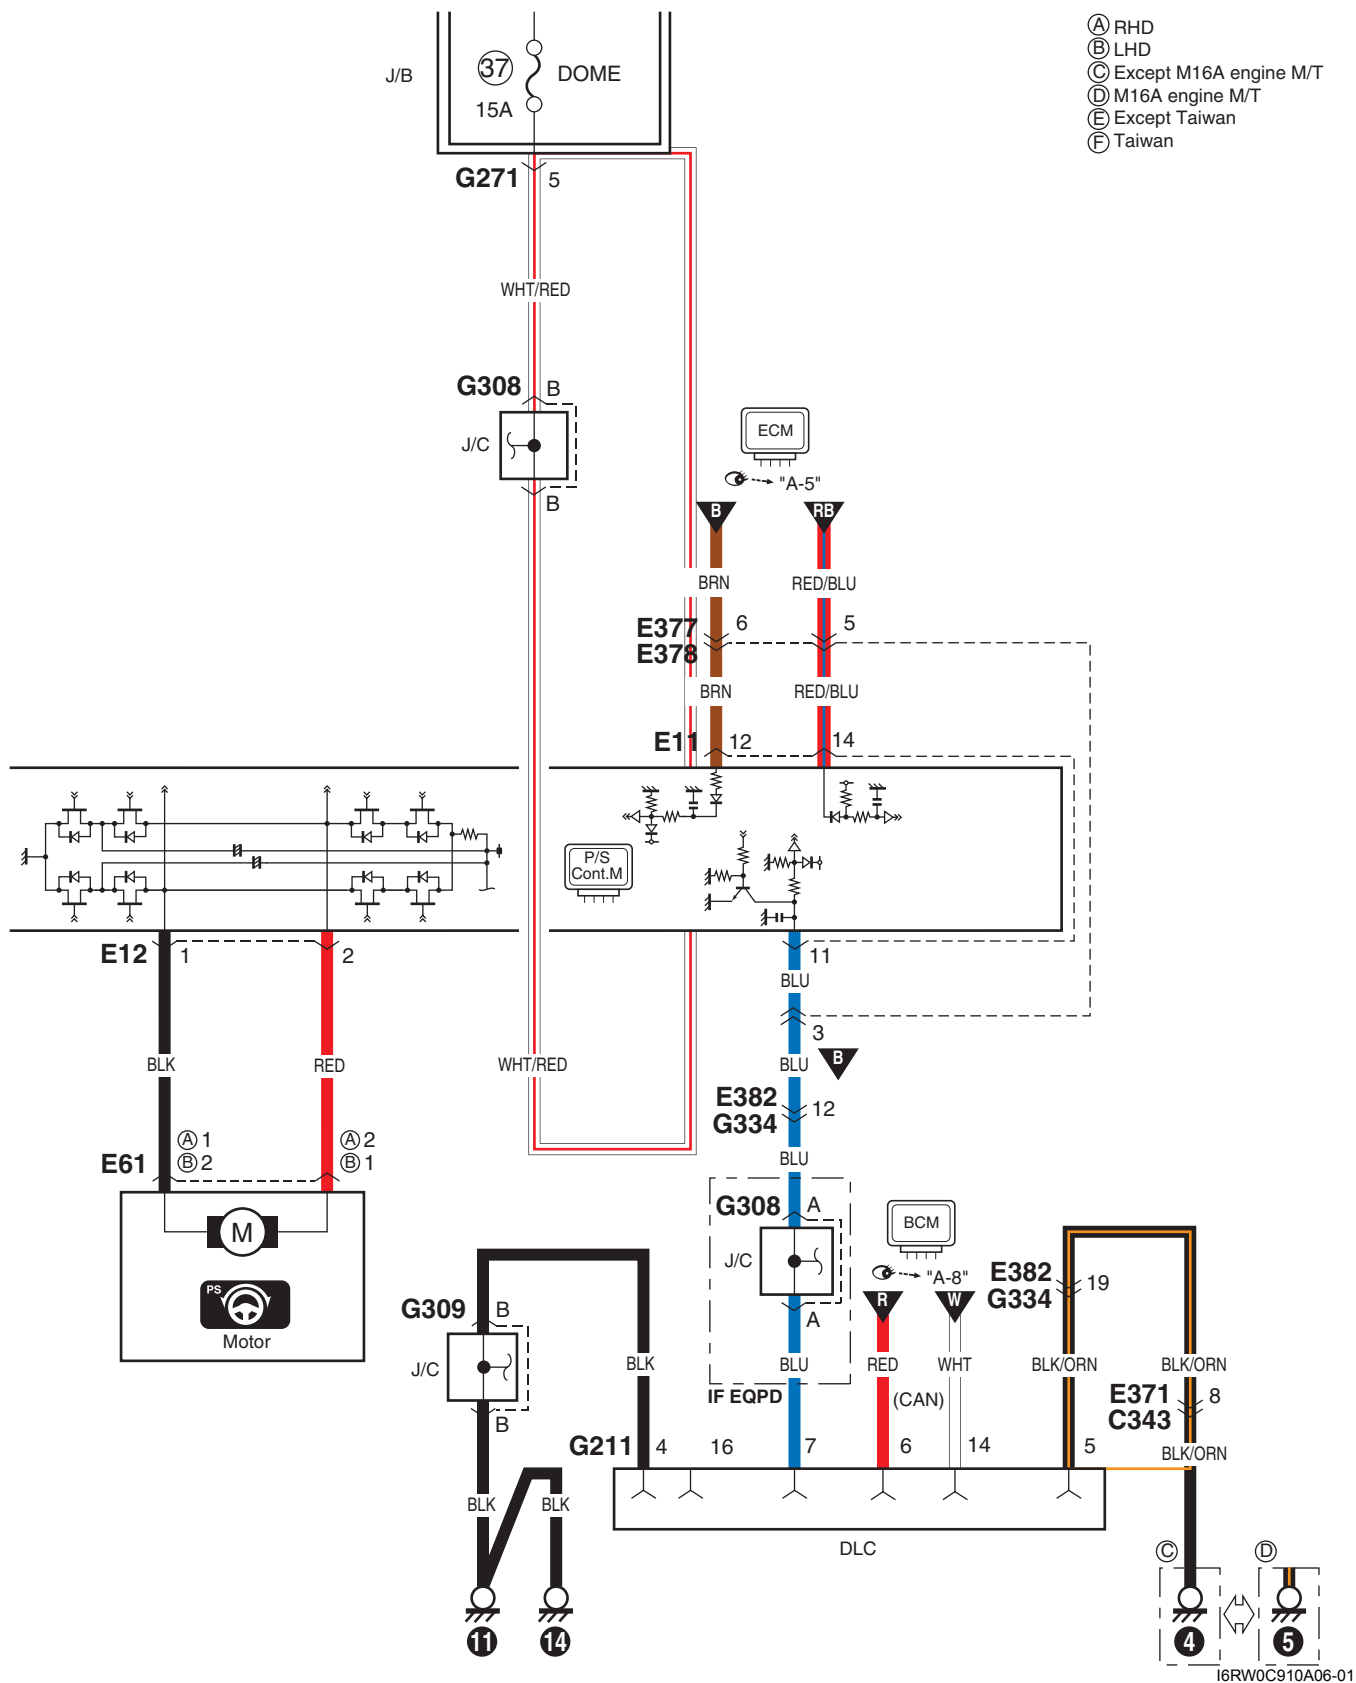 A RHD
B LHD
C Except M16A engine M/T
D M16A engine M/T
E Except Taiwan
F Taiwan
J/B
37
DOME
15A
G271 5
WHT/RED
G308 B
J/C
B
ECM
"A-5"
B RB
BRN RED/BLU
E377 6 5
E378
BRN RED/BLU
E11 12 14
P/S
Cont.M
E12 1 2
11
BLU
3
BLK RED WHT/RED BLU B
E382 12
G334
A 1 A 2
E61 B 2 B 1
BLU
G308 A
BCM
M
J/C
"A-8"
E382 19
G334
PS
Motor
G309 B
A
R W
J/C
BLK BLU RED WHT BLK/ORN BLK/ORN
IF EQPD
(CAN)
E371 8
C343
B
G211 4 16 7 6 14 5
BLK/ORN
BLK BLK
DLC
C D
11 14 4 5
I6RW0C910A06-01